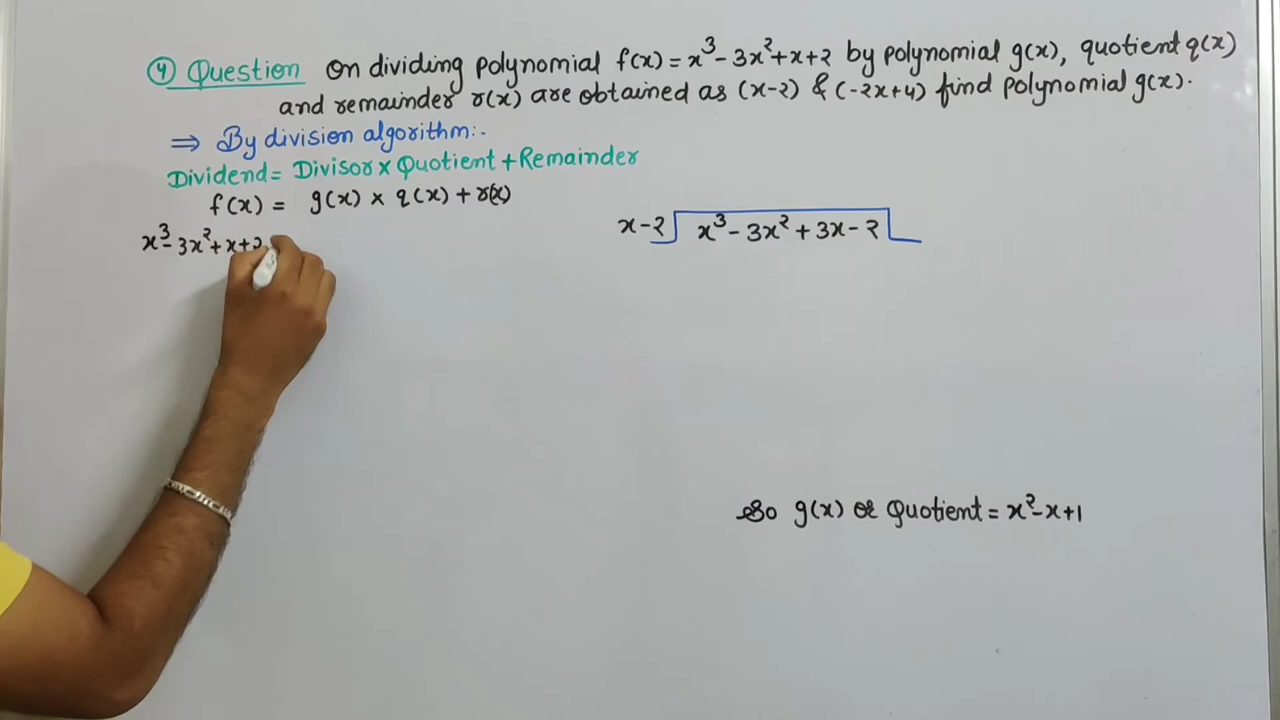 (4) Question On dividing polynomial f(x) = x³ - 3x² + x + 2 by polynomial g(x), quotient q(x)
and remainder r(x) are obtained as (x-2) & (-2x+4) find polynomial g(x).
⇒ By division algorithm:-
Dividend = Divisor × Quotient + Remainder
f(x) = g(x) × q(x) + r(x)
x³ - 3x² + x + 2
x-2 x³ - 3x² + 3x - 2
So g(x) or Quotient = x² - x + 1